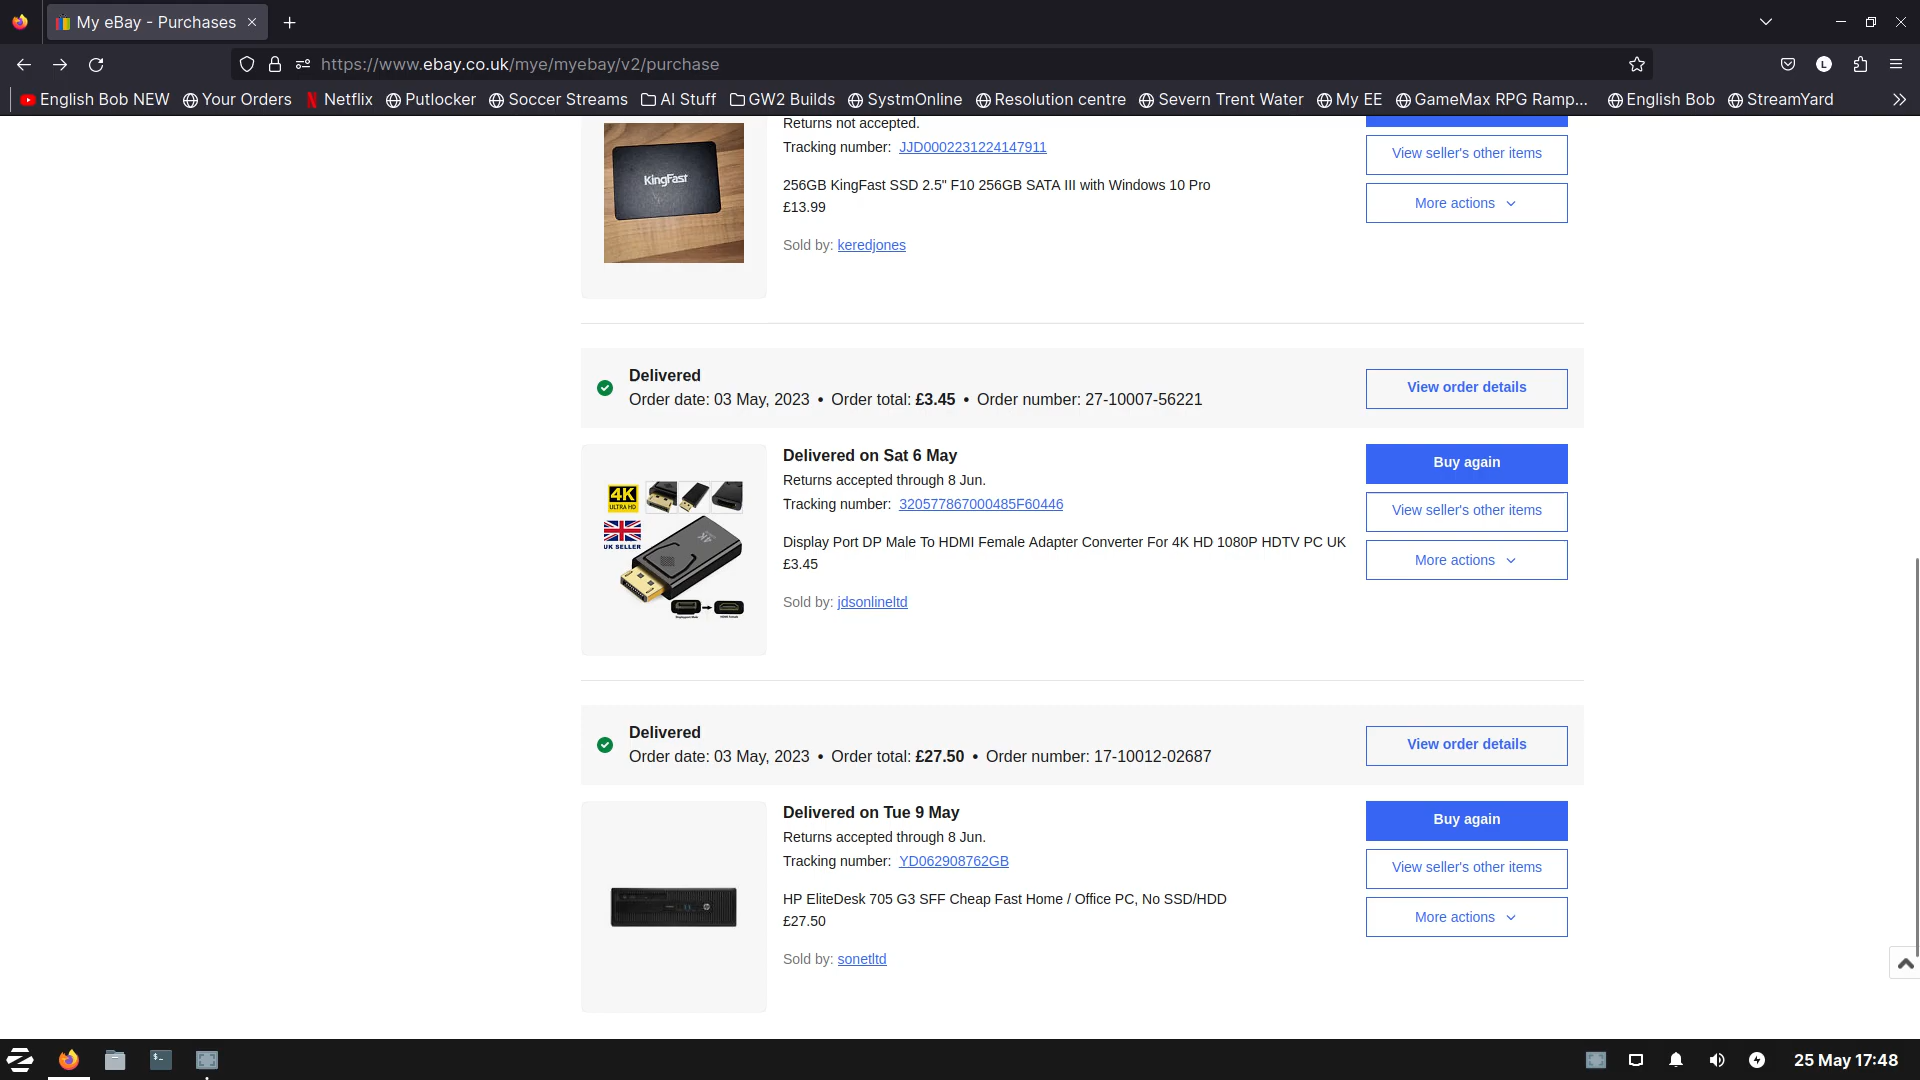 My eBay - Purchases
https://www.ebay.co.uk/mye/myebay/v2/purchase
L
English Bob NEW
Your Orders
Netflix
Putlocker
Soccer Streams
AI Stuff
GW2 Builds
SystmOnline
Resolution centre
Severn Trent Water
My EE
GameMax RPG Ramp...
English Bob
StreamYard
KingFast
Returns not accepted.
Tracking number: JJD0002231224147911
256GB KingFast SSD 2.5" F10 256GB SATA III with Windows 10 Pro
£13.99
Sold by: keredjones
View seller's other items
More actions
Delivered
Order date: 03 May, 2023 • Order total: £3.45 • Order number: 27-10007-56221
View order details
4K
ULTRA HD
UK SELLER
4K
Delivered on Sat 6 May
Returns accepted through 8 Jun.
Tracking number: 320577867000485F60446
Display Port DP Male To HDMI Female Adapter Converter For 4K HD 1080P HDTV PC UK
£3.45
Sold by: jdsonlineltd
Buy again
View seller's other items
More actions
Delivered
Order date: 03 May, 2023 • Order total: £27.50 • Order number: 17-10012-02687
View order details
Delivered on Tue 9 May
Returns accepted through 8 Jun.
Tracking number: YD062908762GB
HP EliteDesk 705 G3 SFF Cheap Fast Home / Office PC, No SSD/HDD
£27.50
Sold by: sonetltd
Buy again
View seller's other items
More actions
25 May 17:48